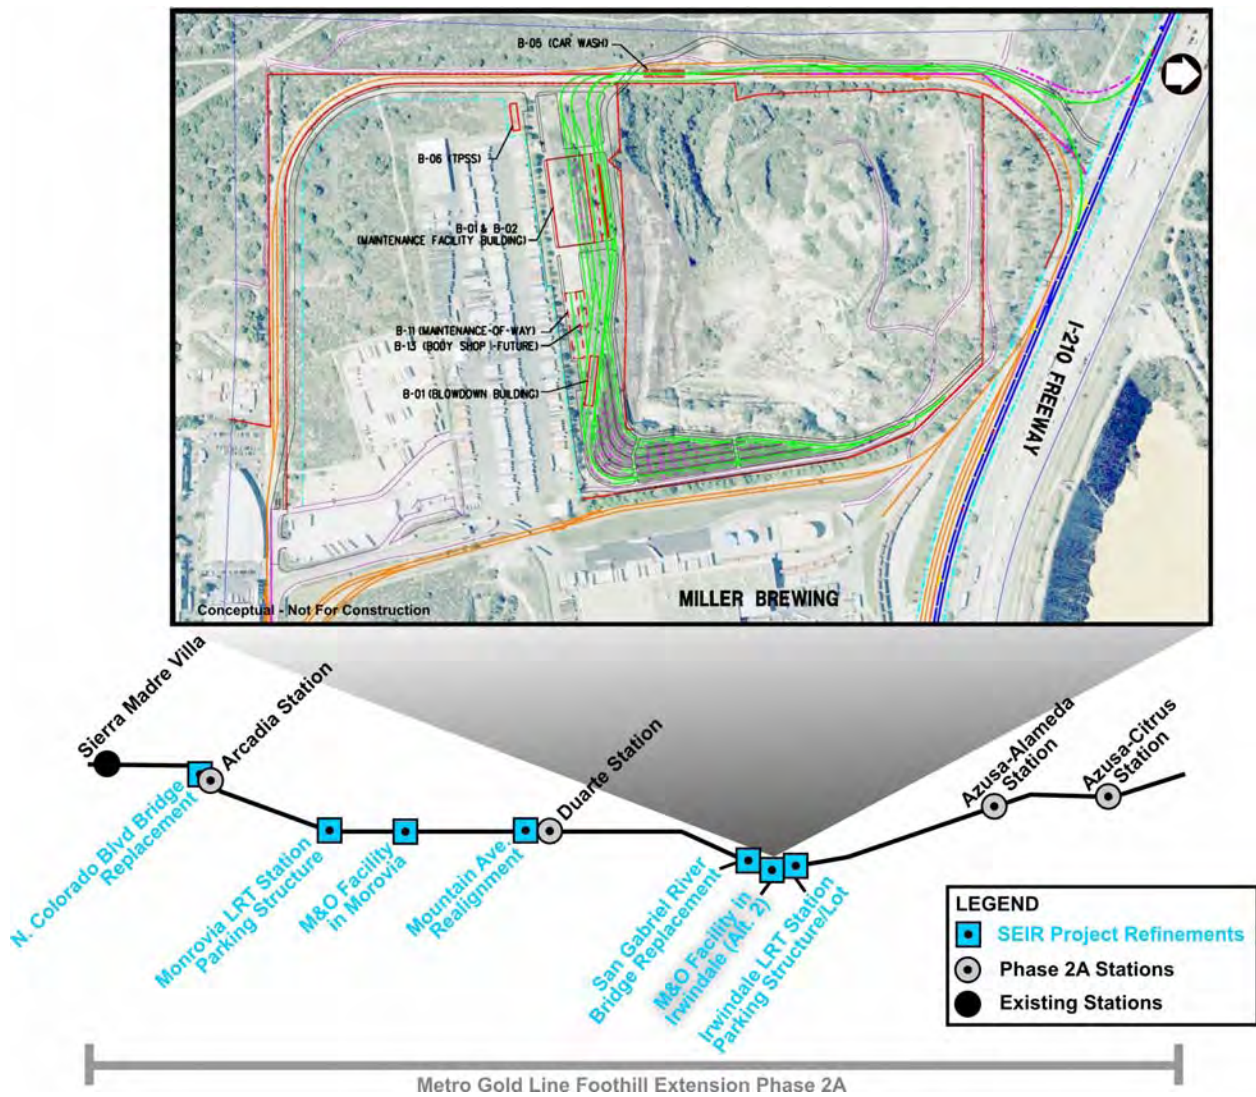 B-05 (CAR WASH)
B-06 (TPSS)
B-01 & B-02
(MAINTENANCE FACILITY BUILDING)
B-11 (MAINTENANCE-OF-WAY)
B-13 (BODY SHOP -FUTURE)
B-01 (BLOWDOWN BUILDING)
I-210 FREEWAY
MILLER BREWING
Conceptual - Not For Construction
Sierra Madre Villa
Arcadia Station
Duarte Station
Azusa-Alameda
Station
Azusa-Citrus
Station
N. Colorado Blvd Bridge
Replacement
Monrovia LRT Station
Parking Structure
M&O Facility
in Morovia
Mountain Ave.
Realignment
San Gabriel River
Bridge Replacement
M&O Facility in
Irwindale (Alt. 2)
Irwindale LRT Station
Parking Structure/Lot
LEGEND
SEIR Project Refinements
Phase 2A Stations
Existing Stations
Metro Gold Line Foothill Extension Phase 2A